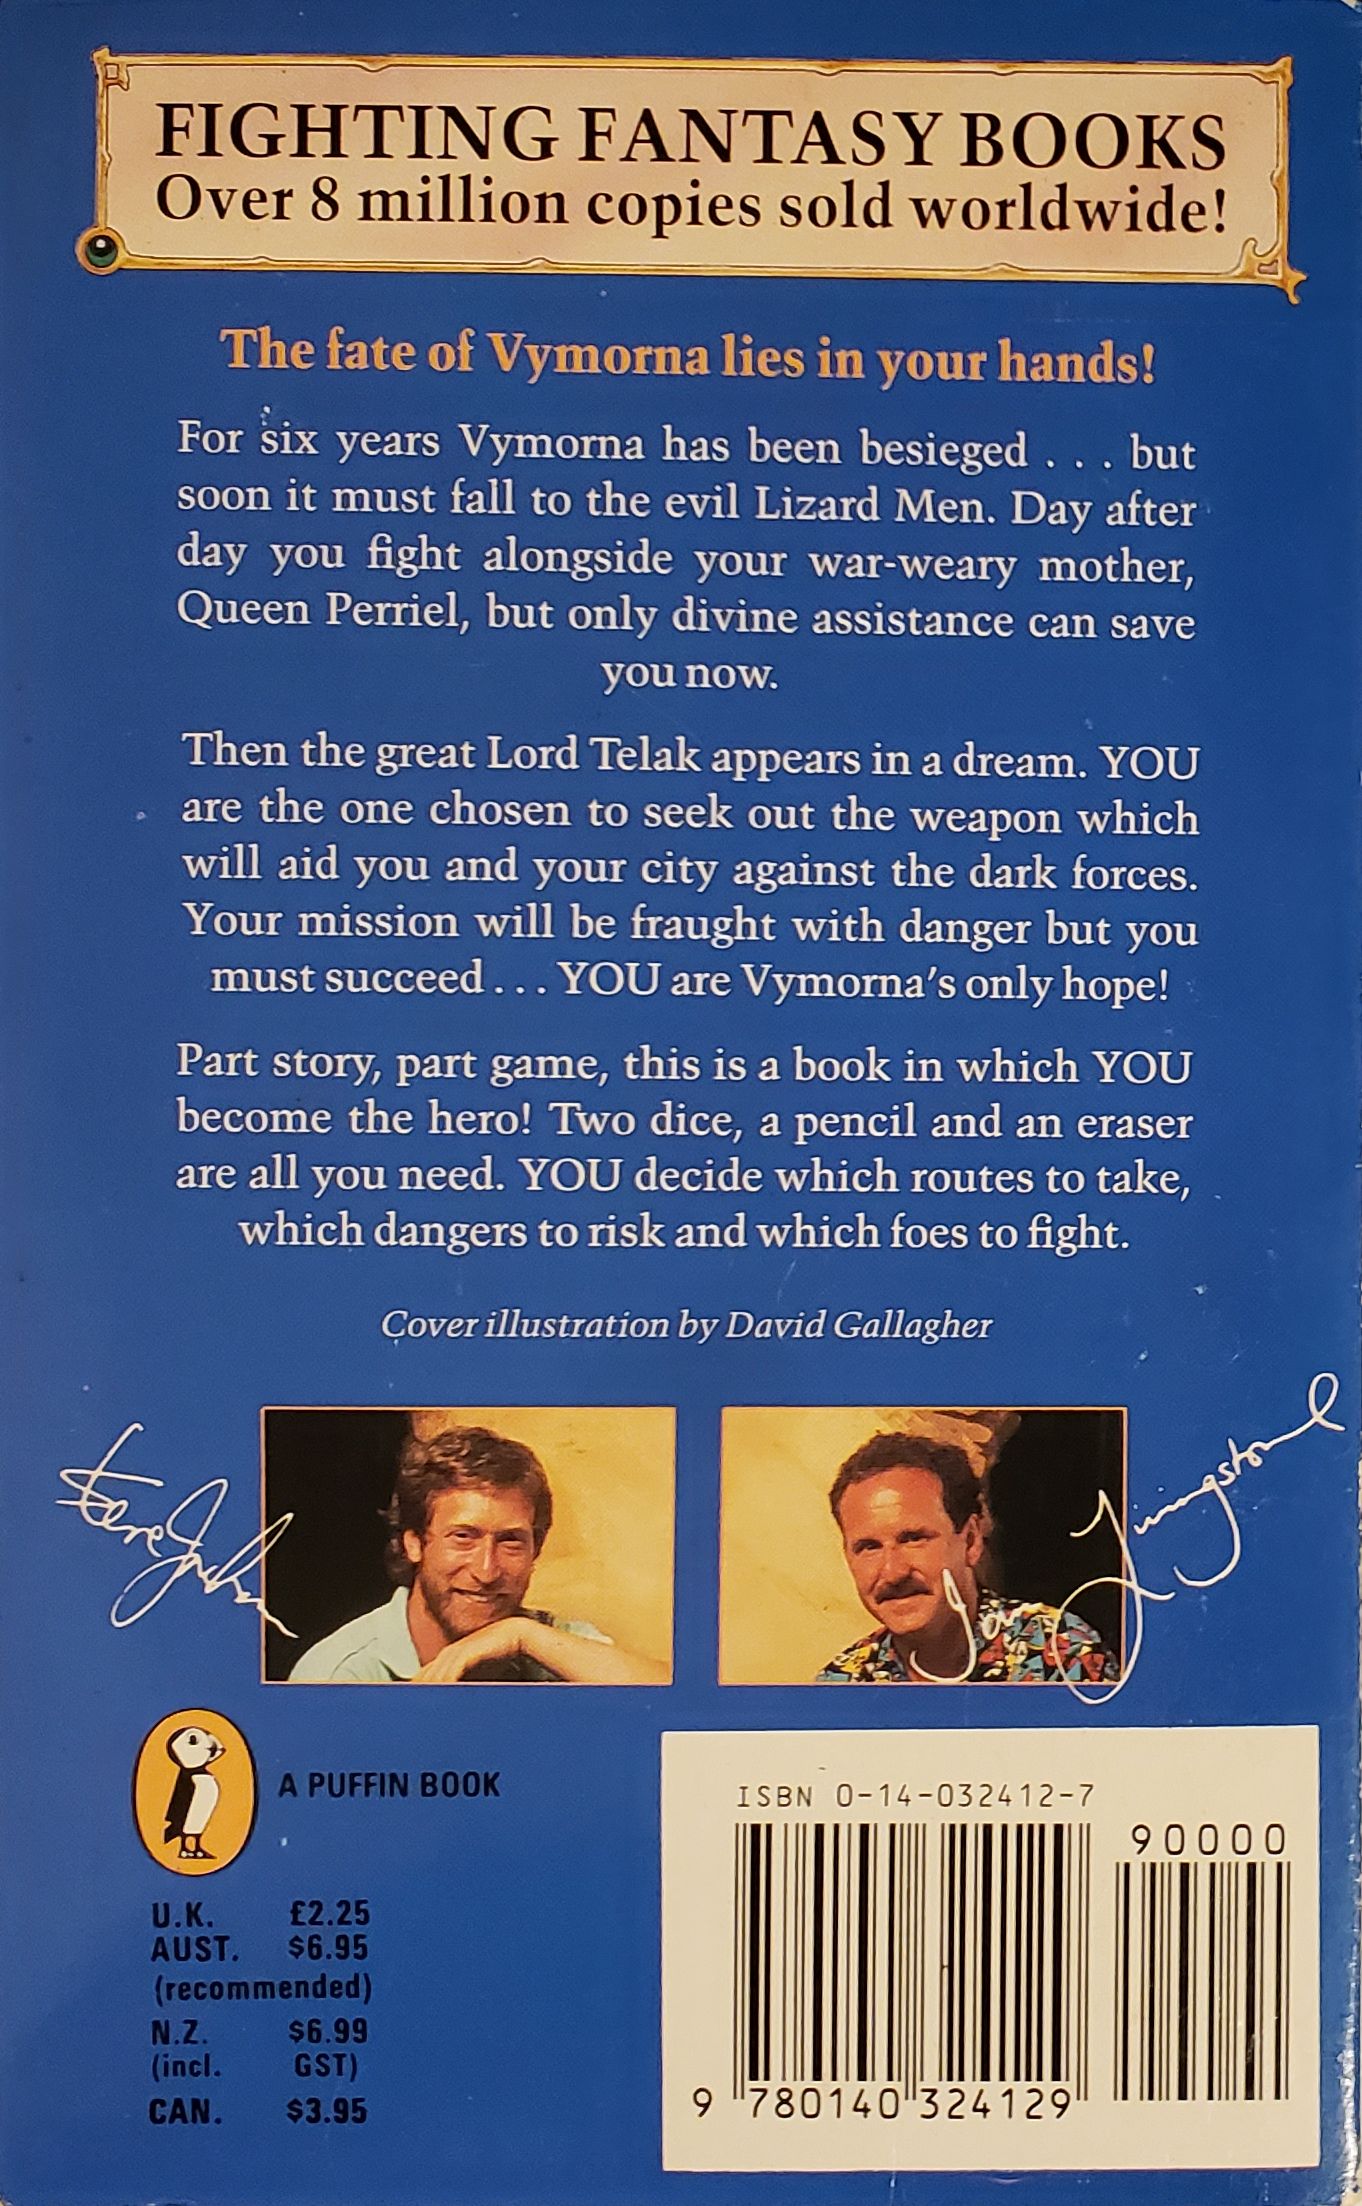 FIGHTING FANTASY BOOKS
Over 8 million copies sold worldwide!
The fate of Vymorna lies in your hands!
For six years Vymorna has been besieged . . . but
soon it must fall to the evil Lizard Men. Day after
day you fight alongside your war-weary mother,
Queen Perriel, but only divine assistance can save
you now.
Then the great Lord Telak appears in a dream. YOU
are the one chosen to seek out the weapon which
will aid you and your city against the dark forces.
Your mission will be fraught with danger but you
must succeed . . . YOU are Vymorna's only hope!
Part story, part game, this is a book in which YOU
become the hero! Two dice, a pencil and an eraser
are all you need. YOU decide which routes to take,
which dangers to risk and which foes to fight.
Cover illustration by David Gallagher
Steve Jackson
Ian Livingstone
A PUFFIN BOOK
U.K. £2.25
AUST. $6.95
(recommended)
N.Z. $6.99
(incl. GST)
CAN. $3.95
ISBN 0-14-032412-7
90000
9 780140 324129